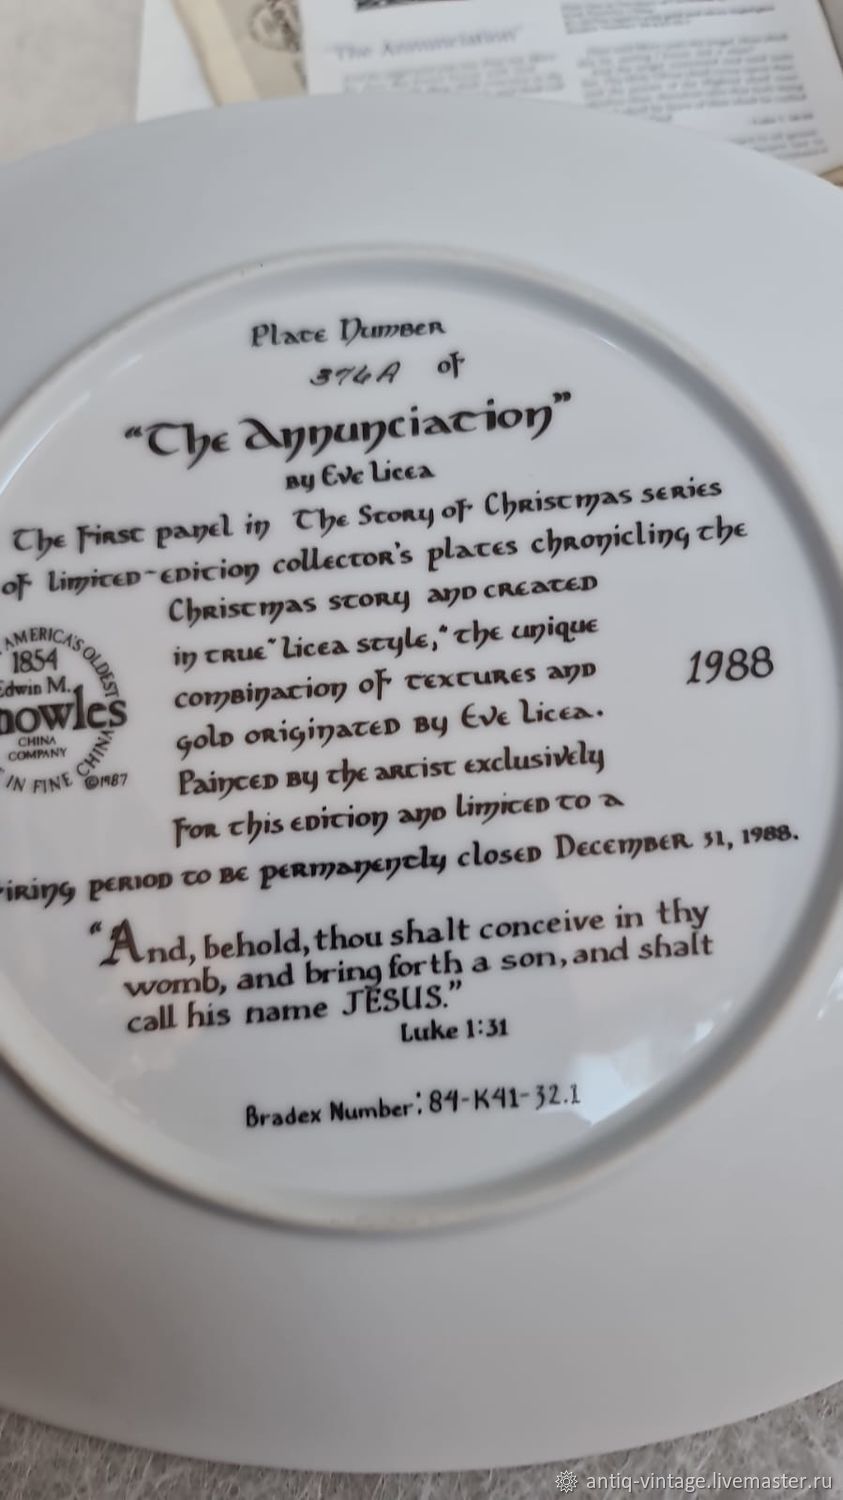 "The Annunciation"
Plate Number
374A of
"The Annunciation"
by Eve Licea
The first panel in The Story of Christmas series
of limited-edition collector's plates chronicling the
Christmas story and created
in true "Licea style," the unique
combination of textures and
gold originated by Eve Licea.
Painted by the artist exclusively
for this edition and limited to a
iring period to be permanently closed December 31, 1988.
AMERICA'S OLDEST
1854
Edwin M.
nowles
CHINA
COMPANY
IN FINE CHINA
©1987
1988
"And, behold, thou shalt conceive in thy
womb, and bring forth a son, and shalt
call his name JESUS."
Luke 1:31
Bradex Number: 84-K41-32.1
antiq-vintage.livemaster.ru